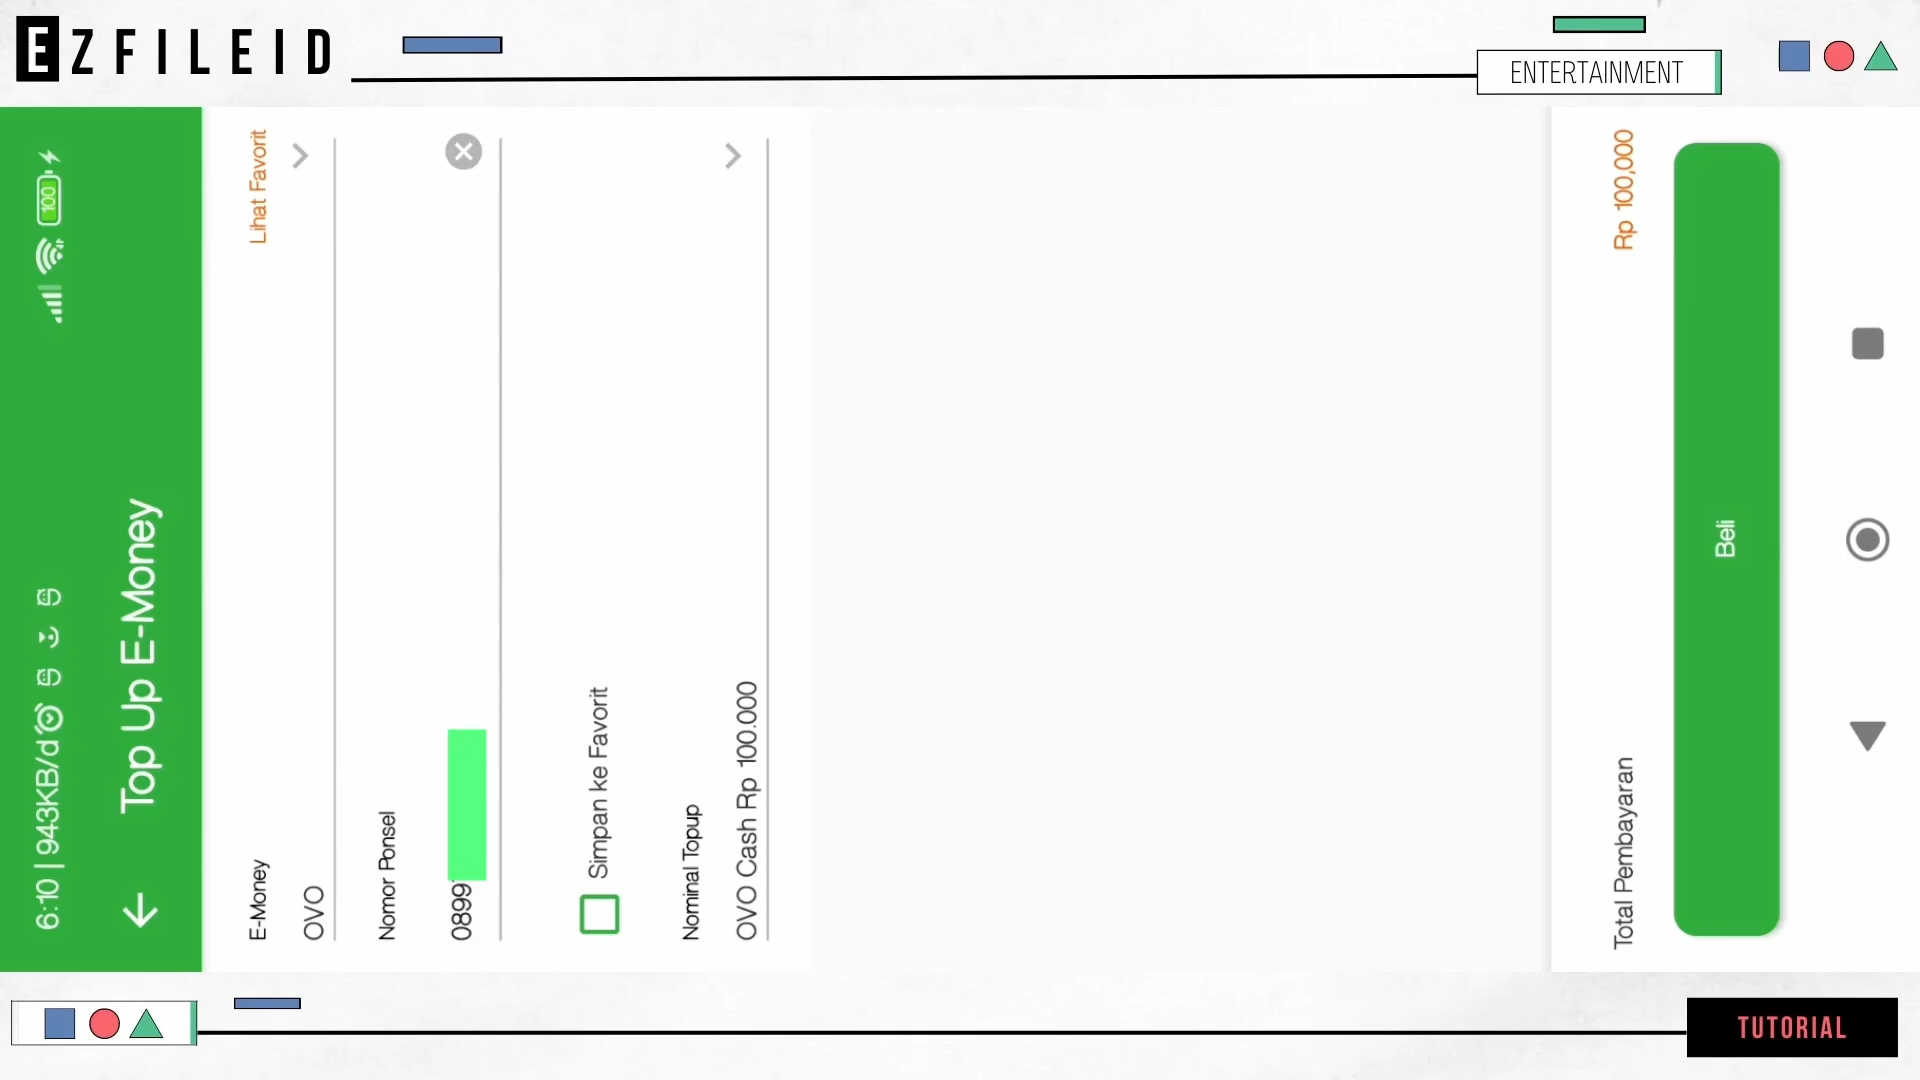 EZFILEID
ENTERTAINMENT
6:10 | 943KB/d
100
Top Up E-Money
E-Money
Lihat Favorit
OVO
Nomor Ponsel
0899
Simpan ke Favorit
Nominal Topup
OVO Cash Rp 100.000
Total Pembayaran
Rp 100,000
Beli
TUTORIAL